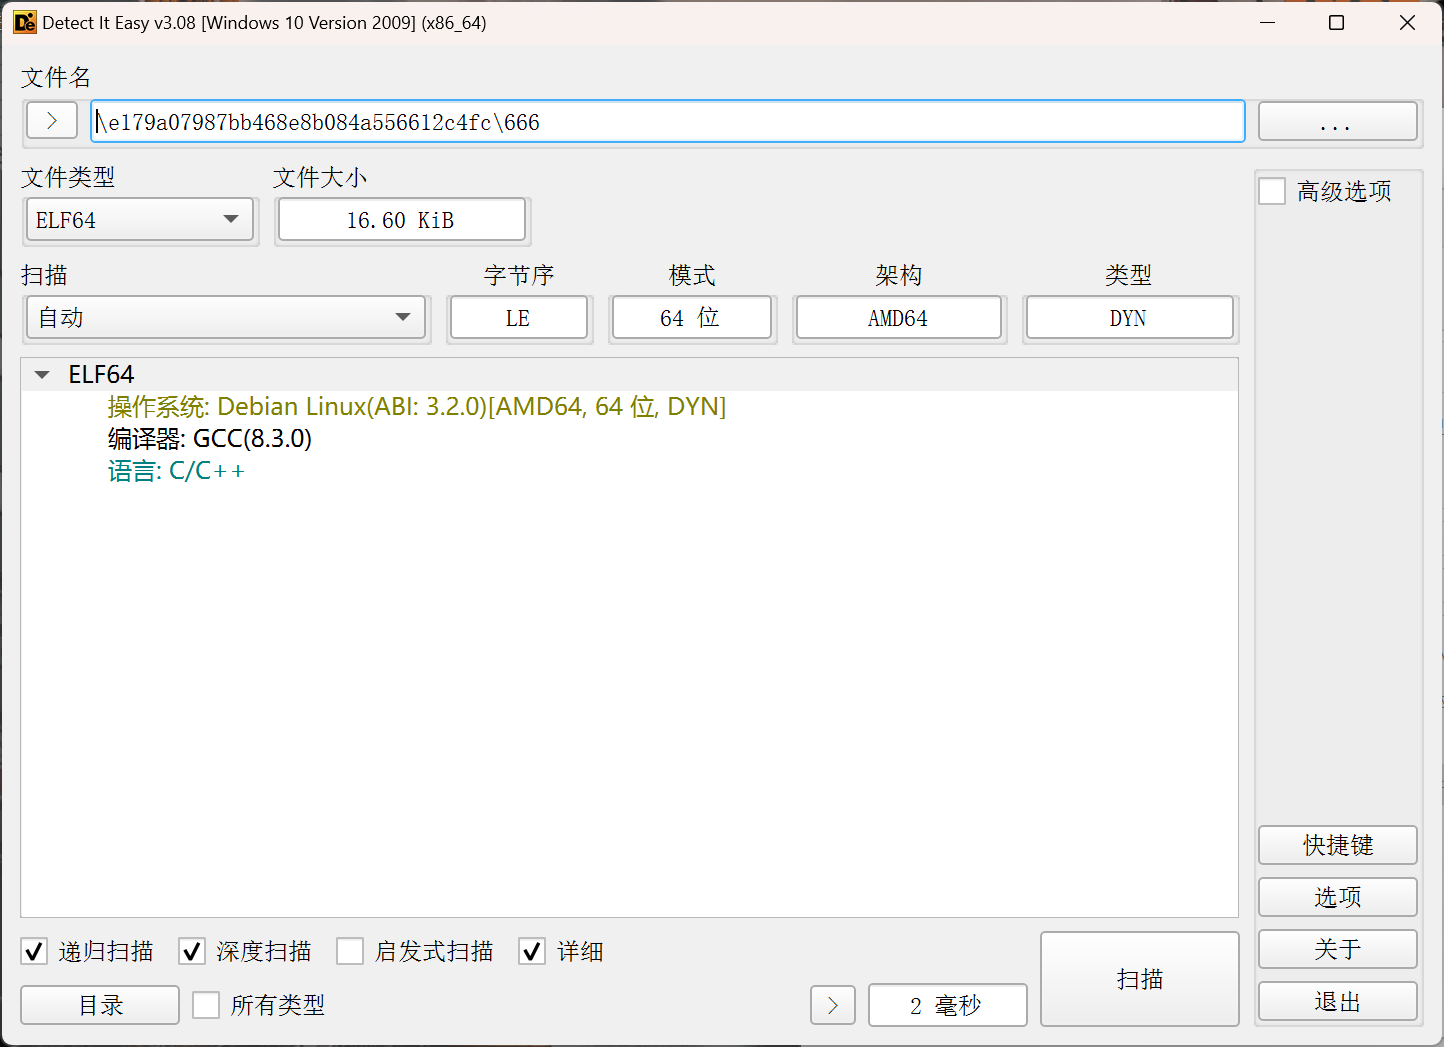 Detect It Easy v3.08 [Windows 10 Version 2009] (x86_64)
文件名
> \e179a07987bb468e8b084a556612c4fc\666 ...
文件类型 文件大小
ELF64 16.60 KiB
高级选项
扫描 字节序 模式 架构 类型
自动 LE 64 位 AMD64 DYN
ELF64
操作系统: Debian Linux(ABI: 3.2.0)[AMD64, 64 位, DYN]
编译器: GCC(8.3.0)
语言: C/C++
快捷键
选项
关于
退出
递归扫描 深度扫描 启发式扫描 详细
目录 所有类型 > 2 毫秒 扫描